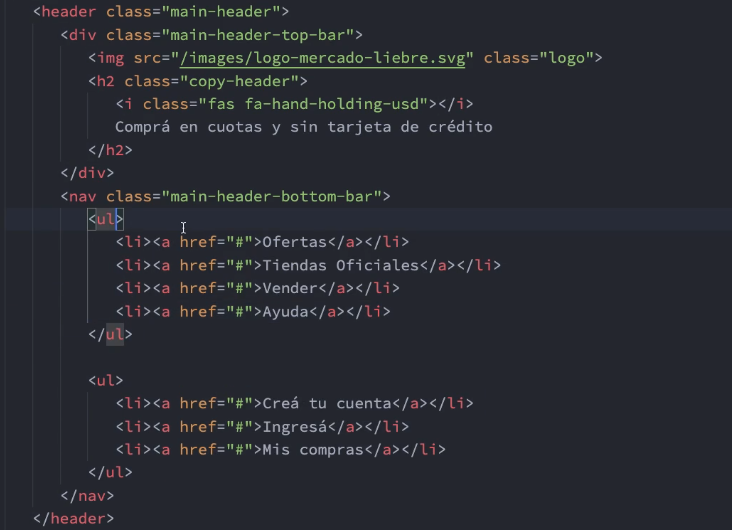 <header class="main-header">
<div class="main-header-top-bar">
<img src="/images/logo-mercado-liebre.svg" class="logo">
<h2 class="copy-header">
<i class="fas fa-hand-holding-usd"></i>
Comprá en cuotas y sin tarjeta de crédito
</h2>
</div>
<nav class="main-header-bottom-bar">
<ul>
<li><a href="#">Ofertas</a></li>
<li><a href="#">Tiendas Oficiales</a></li>
<li><a href="#">Vender</a></li>
<li><a href="#">Ayuda</a></li>
</ul>
<ul>
<li><a href="#">Creá tu cuenta</a></li>
<li><a href="#">Ingresá</a></li>
<li><a href="#">Mis compras</a></li>
</ul>
</nav>
</header>